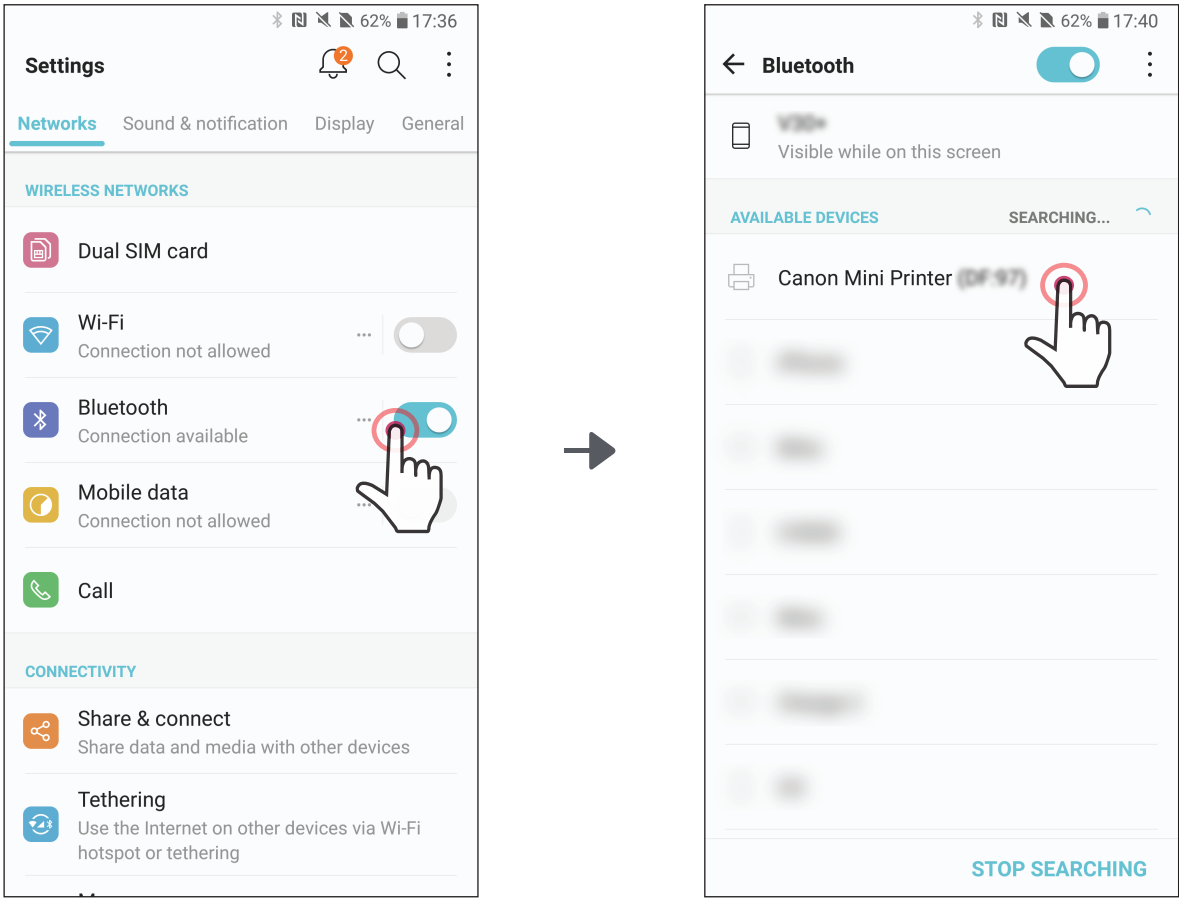 62% 17:36
Settings
2
Networks Sound & notification Display General
WIRELESS NETWORKS
Dual SIM card
Wi-Fi
Connection not allowed
Bluetooth
Connection available
Mobile data
Connection not allowed
Call
CONNECTIVITY
Share & connect
Share data and media with other devices
Tethering
Use the Internet on other devices via Wi-Fi
hotspot or tethering
62% 17:40
Bluetooth
V30+
Visible while on this screen
AVAILABLE DEVICES SEARCHING...
Canon Mini Printer (DF:97)
STOP SEARCHING